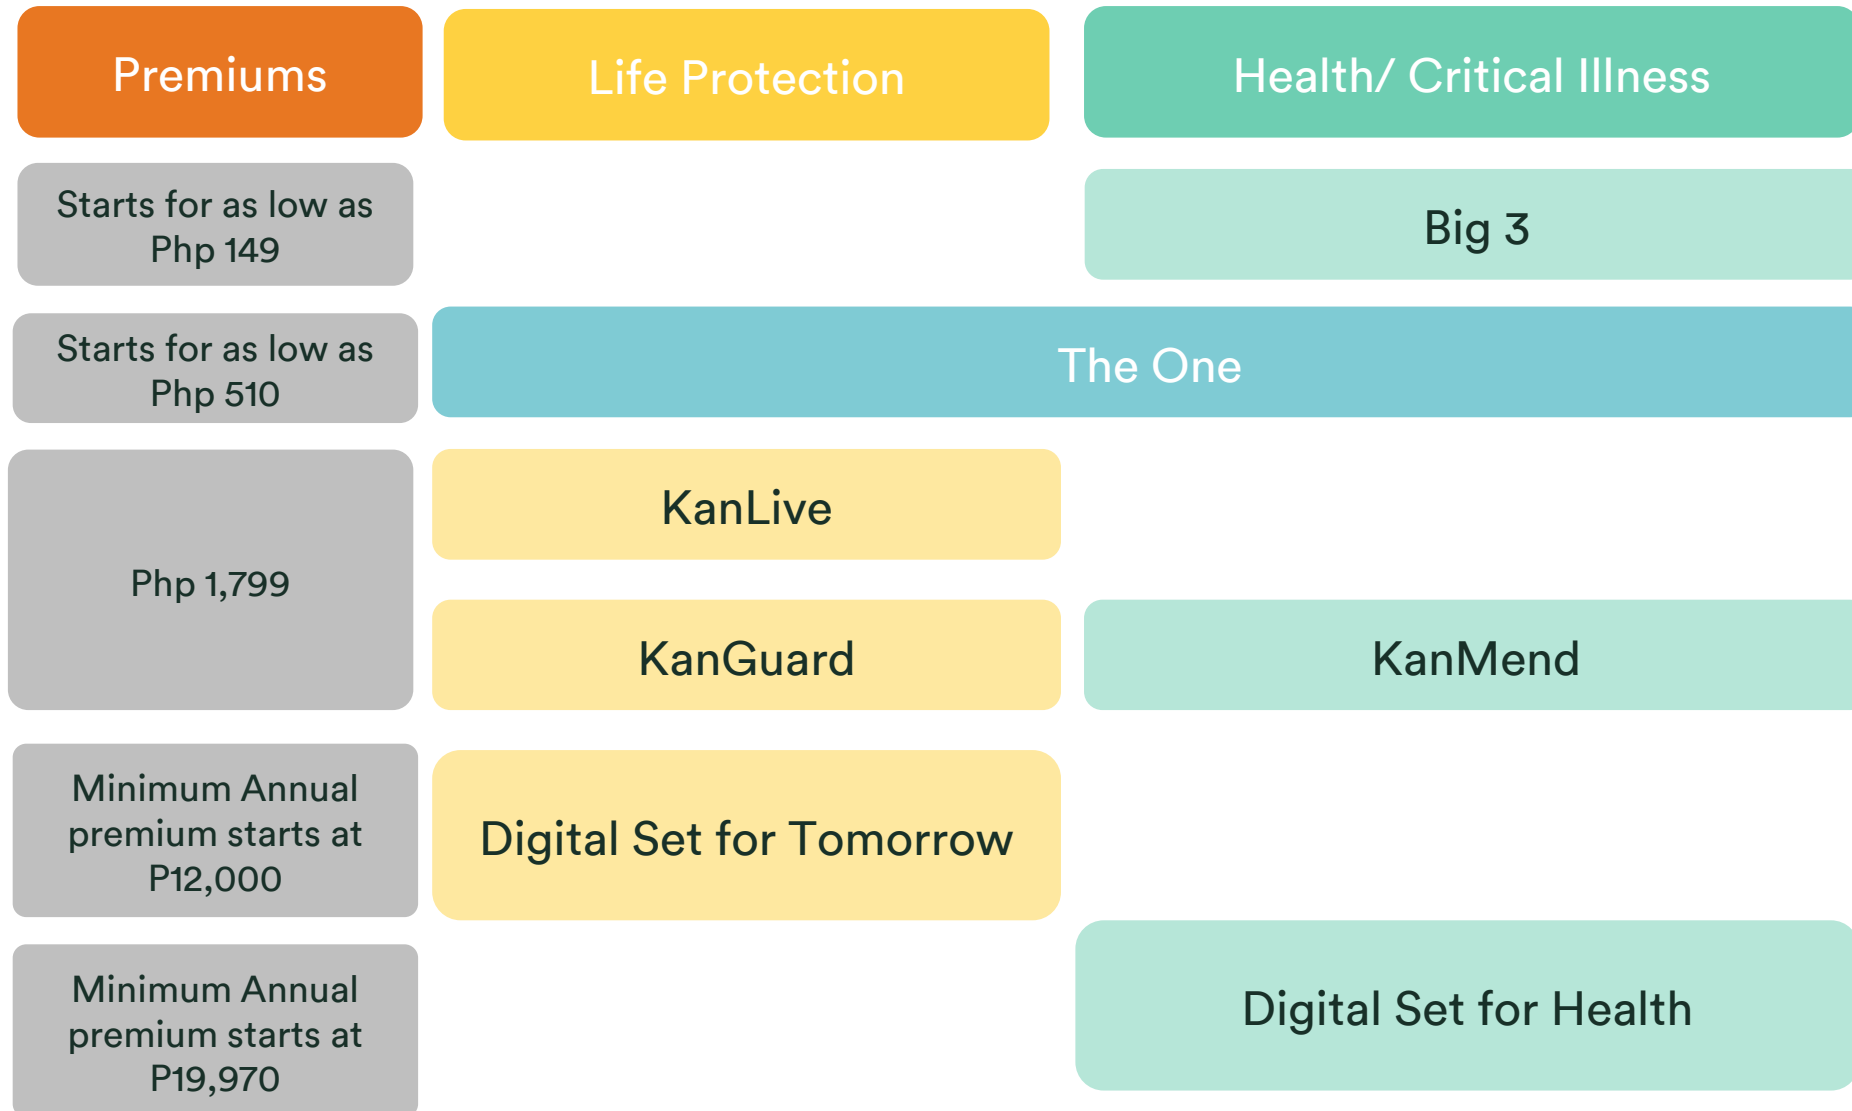 Premiums
Life Protection
Health/ Critical Illness
Starts for as low as
Php 149
Big 3
Starts for as low as
Php 510
The One
Php 1,799
KanLive
KanGuard
KanMend
Minimum Annual
premium starts at
P12,000
Digital Set for Tomorrow
Minimum Annual
premium starts at
P19,970
Digital Set for Health